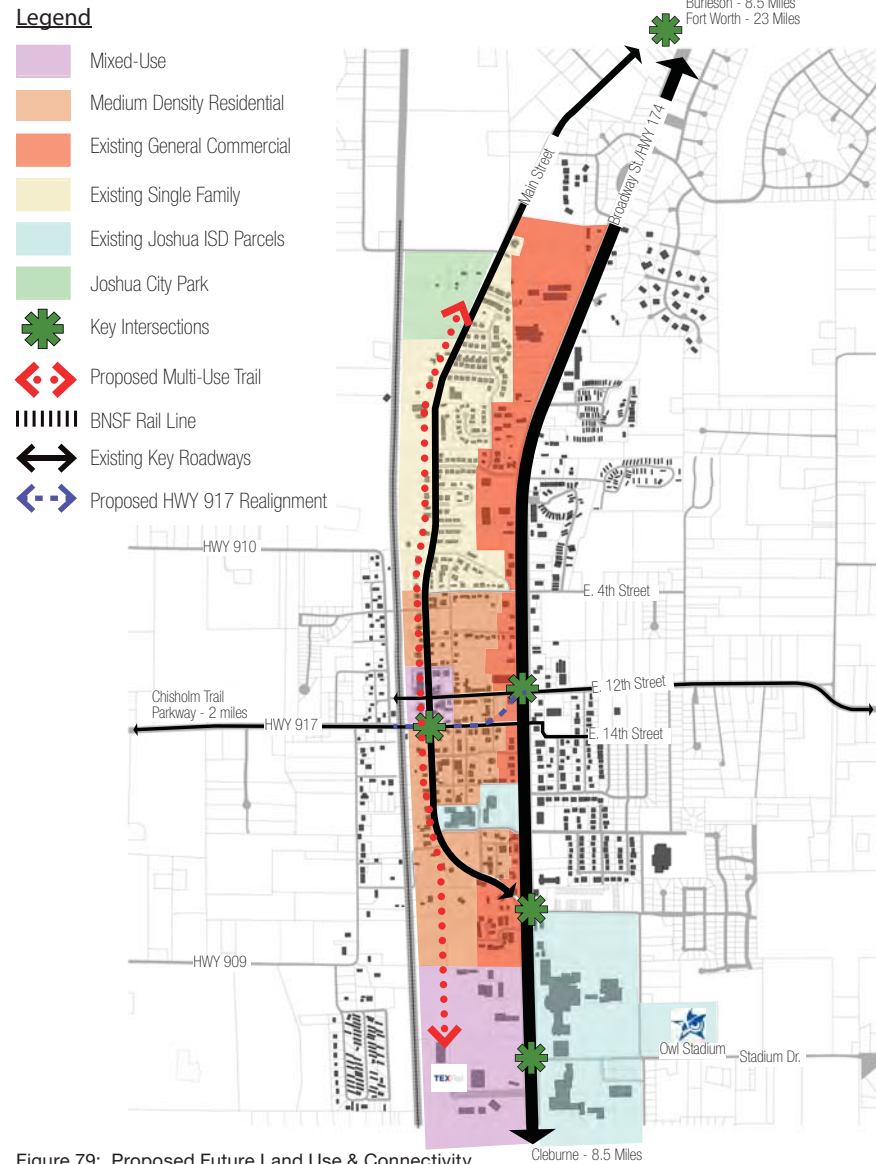 Legend
Mixed-Use
Medium Density Residential
Existing General Commercial
Existing Single Family
Existing Joshua ISD Parcels
Joshua City Park
Key Intersections
Proposed Multi-Use Trail
BNSF Rail Line
Existing Key Roadways
Proposed HWY 917 Realignment
Burleson - 8.5 Miles
Fort Worth - 23 Miles
Main Street
Broadway St./HWY 174
HWY 910
E. 4th Street
Chisholm Trail
Parkway - 2 miles
HWY 917
E. 12th Street
E. 14th Street
HWY 909
Owl Stadium
Stadium Dr.
TEXRail
Cleburne - 8.5 Miles
Figure 79: Proposed Future Land Use & Connectivity